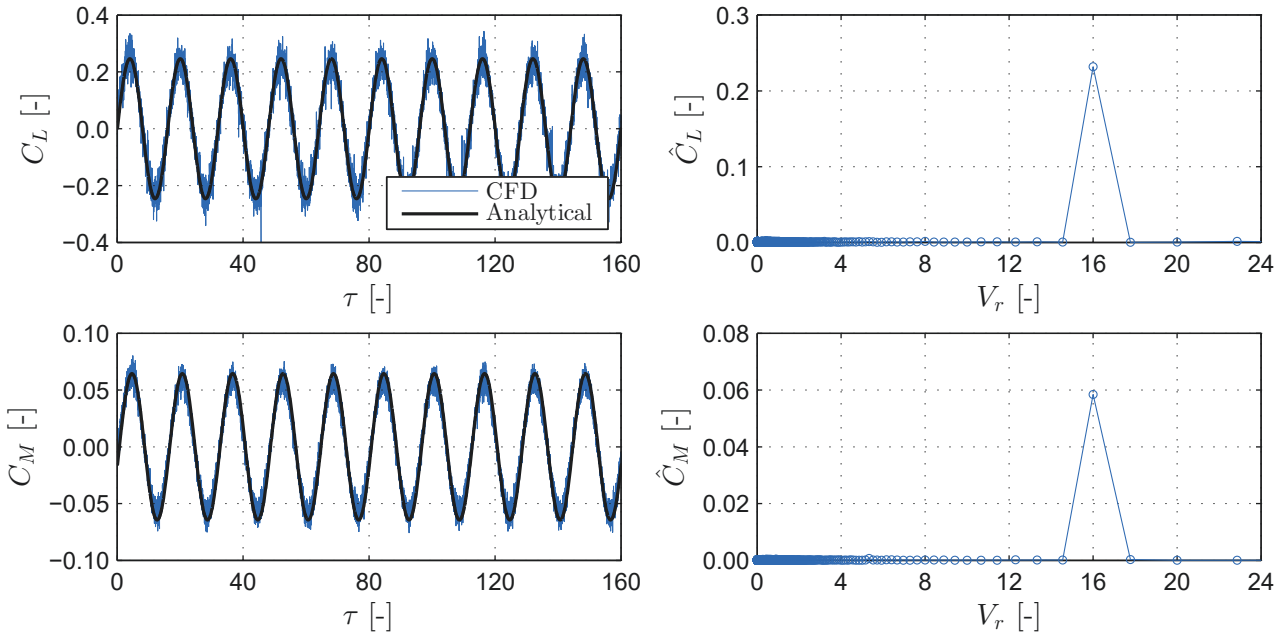 0.4
0.2
0.0
−0.2
−0.4
C_L [-]
CFD
Analytical
0 40 80 120 160
τ [-]
0.3
0.2
0.1
0.0
Ĉ_L [-]
0 4 8 12 16 20 24
V_r [-]
0.10
0.05
0.00
−0.05
−0.10
C_M [-]
0 40 80 120 160
τ [-]
0.08
0.06
0.04
0.02
0.00
Ĉ_M [-]
0 4 8 12 16 20 24
V_r [-]